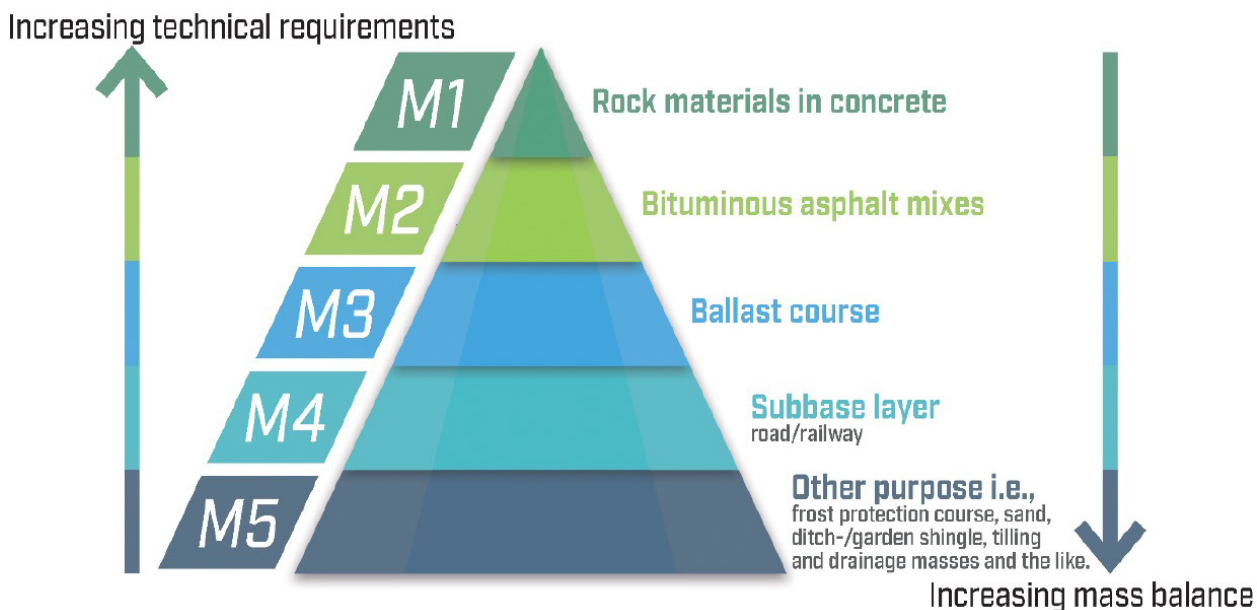 Increasing technical requirements
M1
Rock materials in concrete
M2
Bituminous asphalt mixes
M3
Ballast course
M4
Subbase layer
road/railway
M5
Other purpose i.e.,
frost protection course, sand,
ditch-/garden shingle, tilling
and drainage masses and the like.
Increasing mass balance